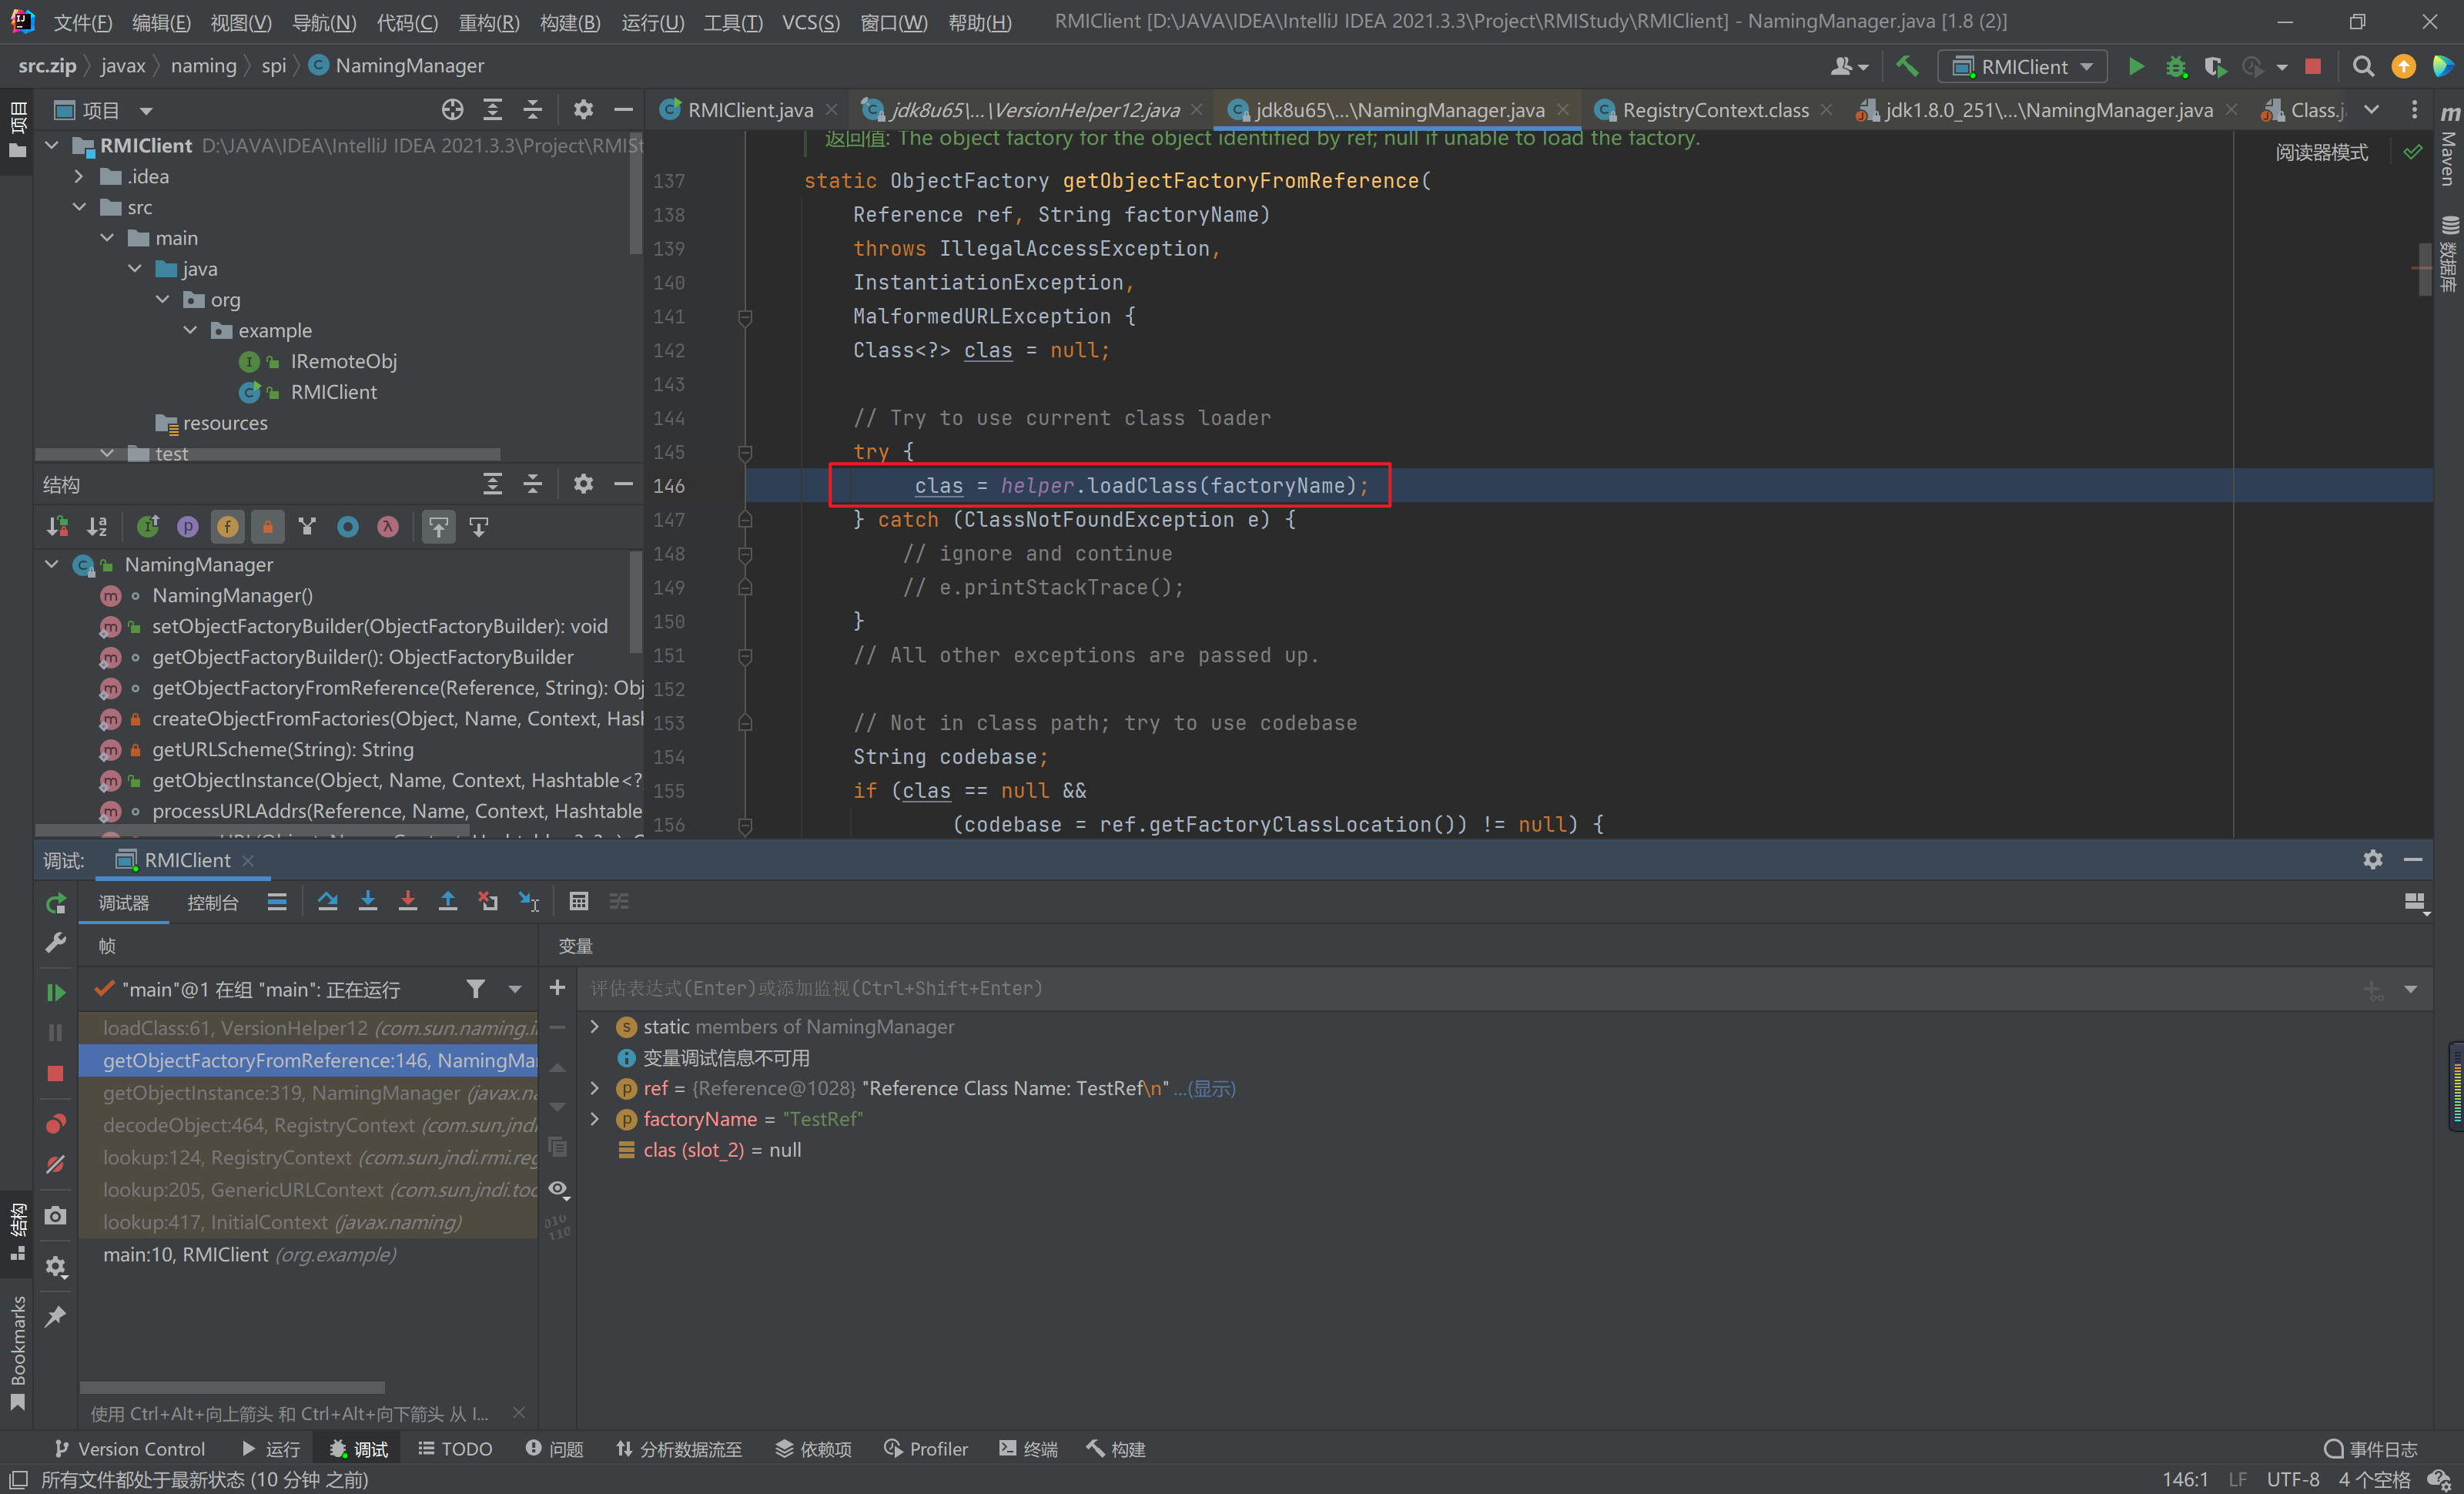 文件(F) 编辑(E) 视图(V) 导航(N) 代码(C) 重构(R) 构建(B) 运行(U) 工具(T) VCS(S) 窗口(W) 帮助(H) RMIClient [D:\JAVA\IDEA\IntelliJ IDEA 2021.3.3\Project\RMIStudy\RMIClient] - NamingManager.java [1.8 (2)]
src.zip javax naming spi NamingManager
RMIClient
项目
RMIClient.java jdk8u65\...\VersionHelper12.java jdk8u65\...\NamingManager.java RegistryContext.class jdk1.8.0_251\...\NamingManager.java Class.j
项目
RMIClient D:\JAVA\IDEA\IntelliJ IDEA 2021.3.3\Project\RMISt
.idea
src
main
java
org
example
IRemoteObj
RMIClient
resources
test
结构
NamingManager
NamingManager()
setObjectFactoryBuilder(ObjectFactoryBuilder): void
getObjectFactoryBuilder(): ObjectFactoryBuilder
getObjectFactoryFromReference(Reference, String): Obj
createObjectFromFactories(Object, Name, Context, Hash
getURLScheme(String): String
getObjectInstance(Object, Name, Context, Hashtable<?
processURLAddrs(Reference, Name, Context, Hashtable
返回值: The object factory for the object identified by ref; null if unable to load the factory.
阅读器模式
137 static ObjectFactory getObjectFactoryFromReference(
138 Reference ref, String factoryName)
139 throws IllegalAccessException,
140 InstantiationException,
141 MalformedURLException {
142 Class<?> clas = null;
143
144 // Try to use current class loader
145 try {
146 clas = helper.loadClass(factoryName);
147 } catch (ClassNotFoundException e) {
148 // ignore and continue
149 // e.printStackTrace();
150 }
151 // All other exceptions are passed up.
152
153 // Not in class path; try to use codebase
154 String codebase;
155 if (clas == null &&
156 (codebase = ref.getFactoryClassLocation()) != null) {
Maven
数据库
调试: RMIClient
调试器 控制台
帧
变量
"main"@1 在组 "main": 正在运行
评估表达式(Enter)或添加监视(Ctrl+Shift+Enter)
loadClass:61, VersionHelper12 (com.sun.naming.i
getObjectFactoryFromReference:146, NamingMa
getObjectInstance:319, NamingManager (javax.na
decodeObject:464, RegistryContext (com.sun.jndi
lookup:124, RegistryContext (com.sun.jndi.rmi.reg
lookup:205, GenericURLContext (com.sun.jndi.too
lookup:417, InitialContext (javax.naming)
main:10, RMIClient (org.example)
static members of NamingManager
变量调试信息不可用
ref = {Reference@1028} "Reference Class Name: TestRef\n" ...(显示)
factoryName = "TestRef"
clas (slot_2) = null
结构
Bookmarks
使用 Ctrl+Alt+向上箭头 和 Ctrl+Alt+向下箭头 从 I...
Version Control 运行 调试 TODO 问题 分析数据流至 依赖项 Profiler 终端 构建 事件日志
所有文件都处于最新状态 (10 分钟 之前) 146:1 LF UTF-8 4 个空格